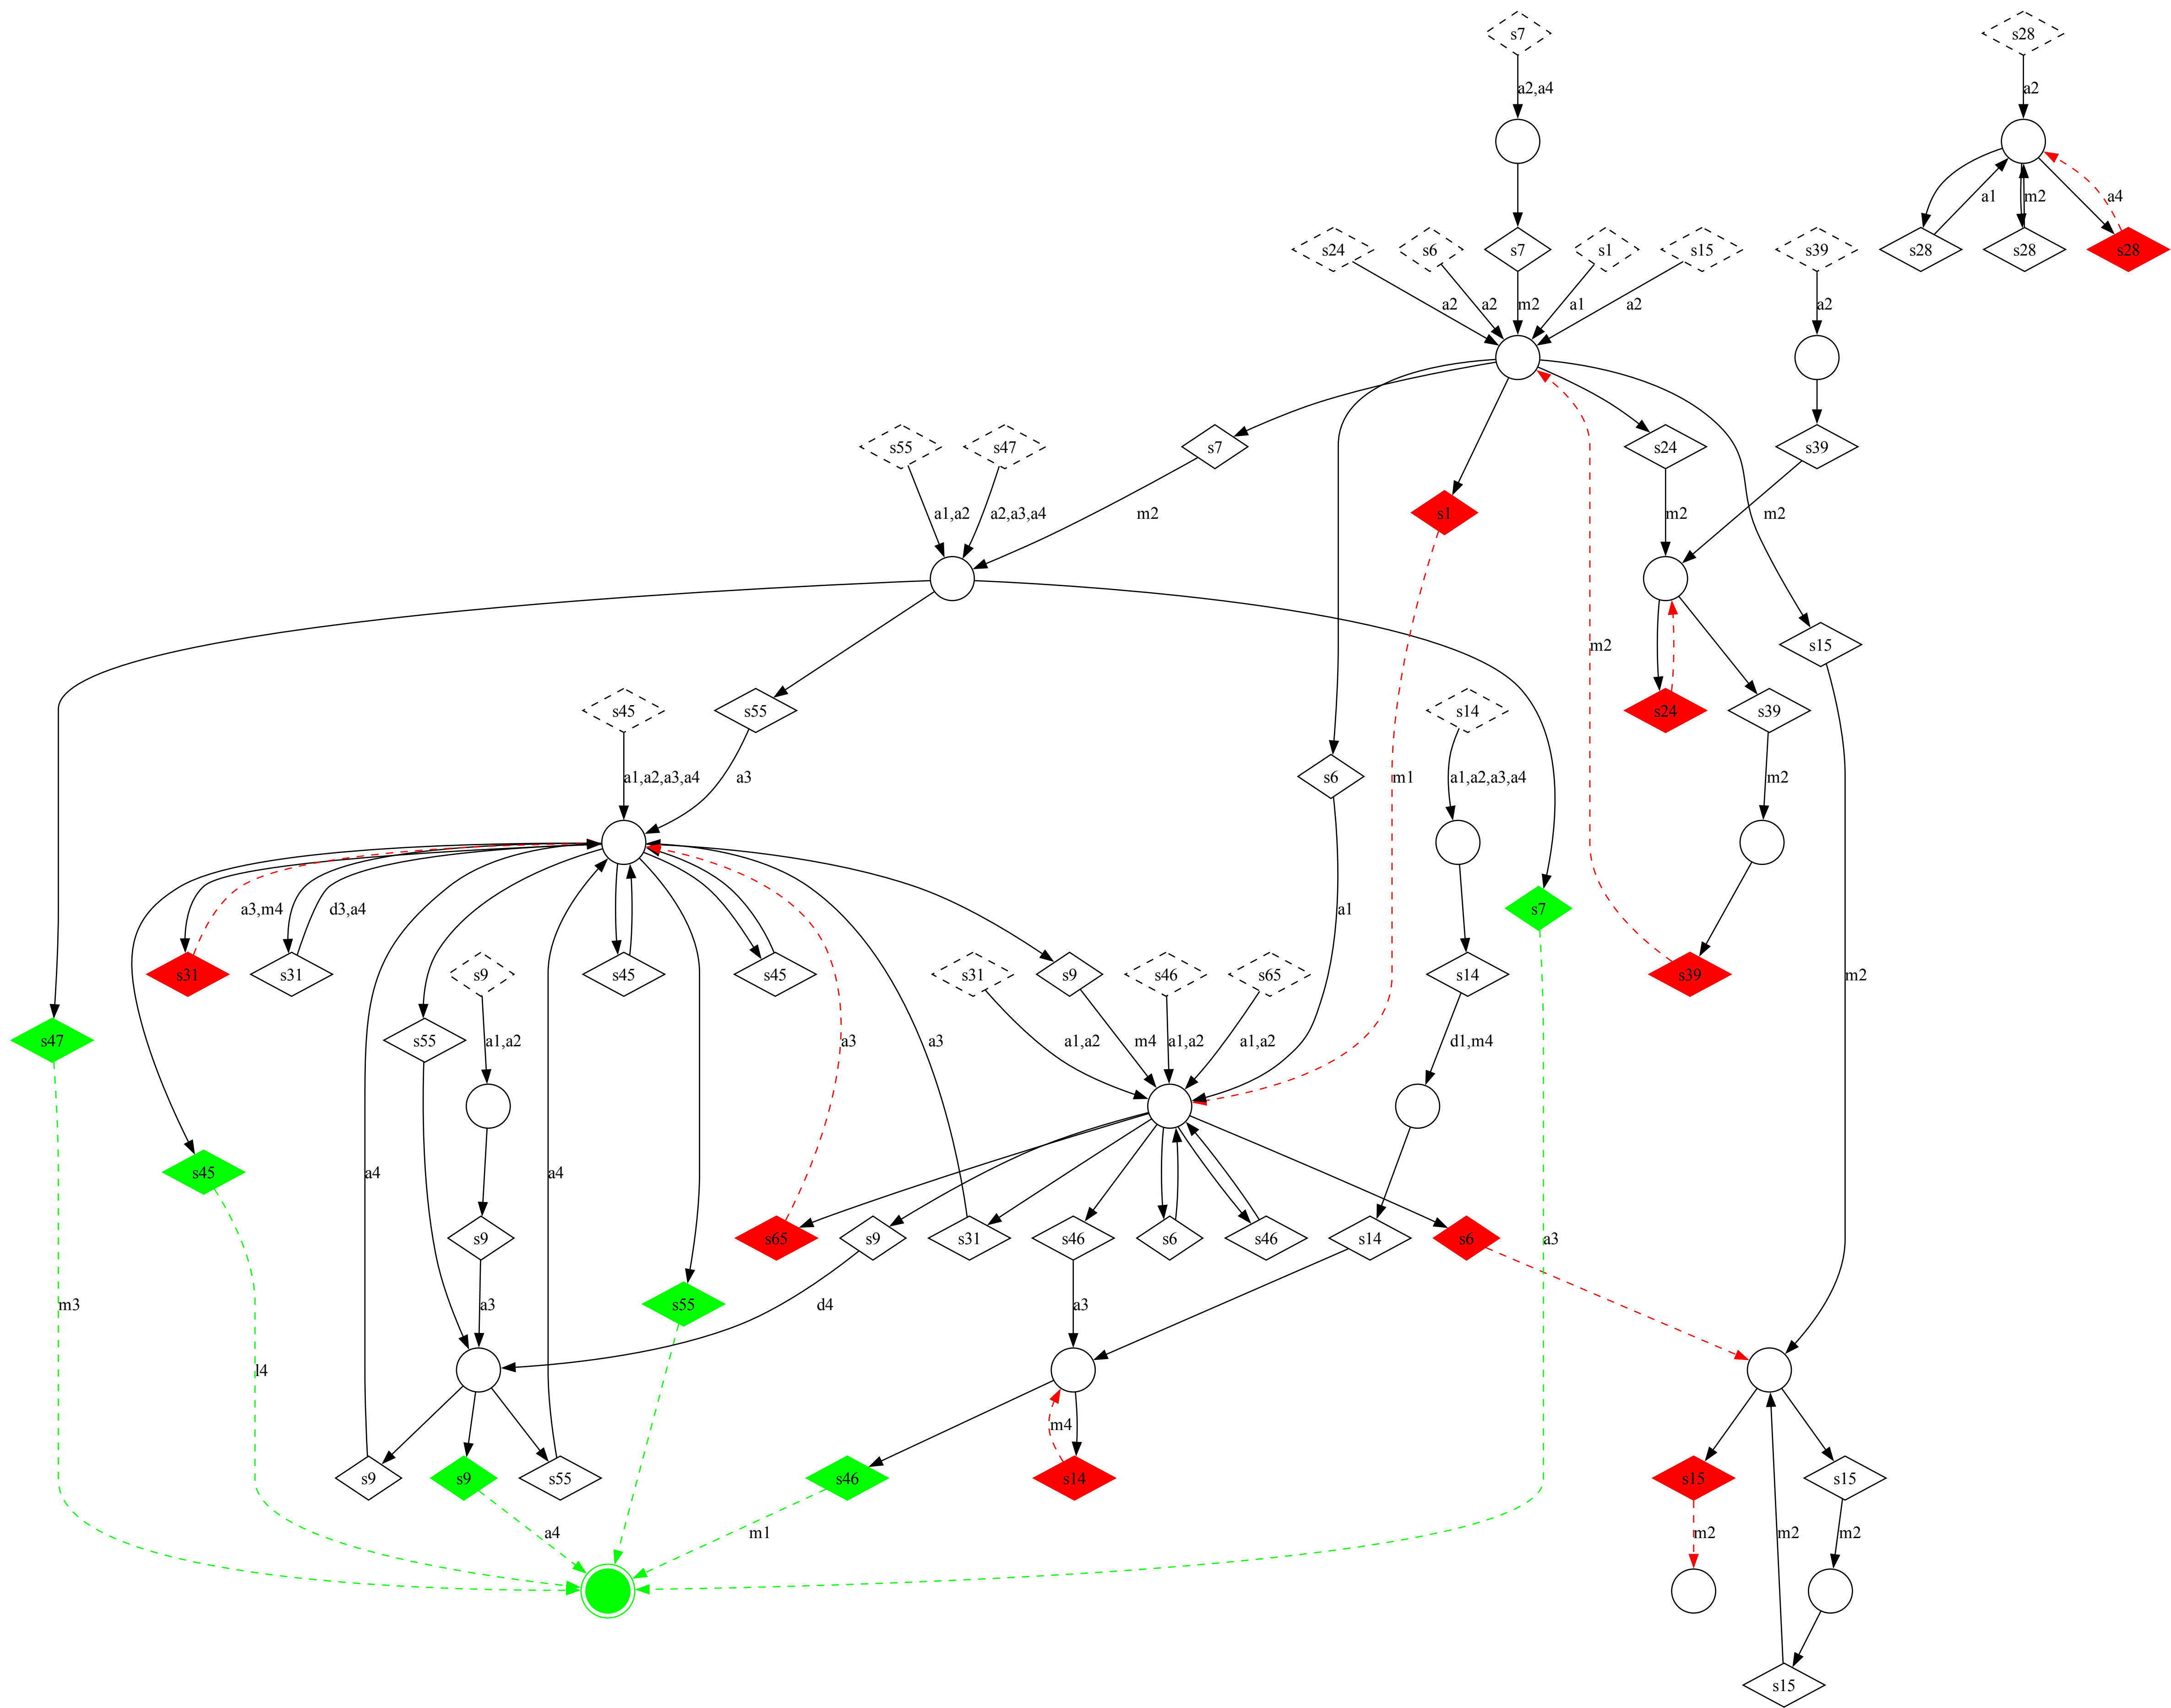 s7
s28
a2,a4
a2
s24
s6
s7
s1
s15
s39
a1
m2
a4
s28
s28
s28
a2
a2
m2
a1
a2
a2
s55
s47
s7
s24
s39
s1
a1,a2
a2,a3,a4
m2
m2
m2
s15
m2
s45
s55
s14
s24
s39
a1,a2,a3,a4
a3
s6
m1
a1,a2,a3,a4
m2
a3,m4
d3,a4
a1
s7
s31
s31
s9
s45
s45
s31
s9
s46
s65
s14
s39
m2
s47
s55
a1,a2
a3
a3
a1,a2
m4
a1,a2
a1,a2
d1,m4
s45
a4
a4
s9
s65
s9
s31
s46
s6
s46
s14
s6
a3
m3
l4
a3
s55
d4
a3
s9
s9
s55
s46
s14
m4
s15
s15
a4
m1
m2
m2
m2
s15